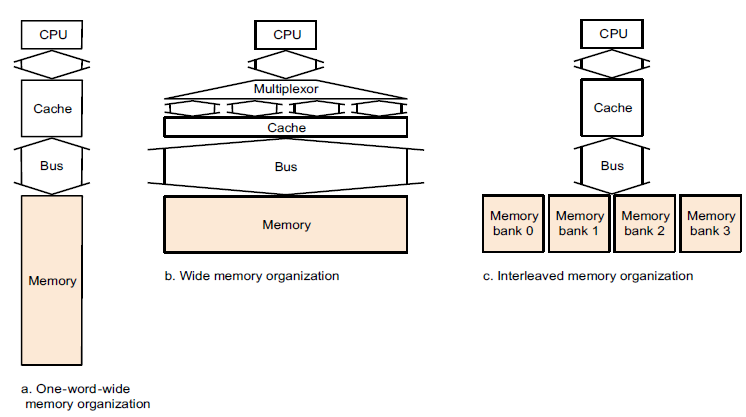 CPU
Cache
Bus
Memory
a. One-word-wide
memory organization
CPU
Multiplexor
Cache
Bus
Memory
b. Wide memory organization
CPU
Cache
Bus
Memory
bank 0
Memory
bank 1
Memory
bank 2
Memory
bank 3
c. Interleaved memory organization